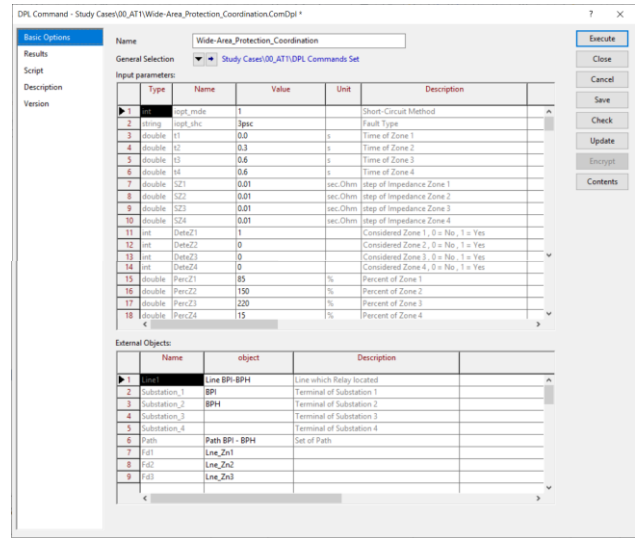 DPL Command - Study Cases\00_AT1\Wide-Area_Protection_Coordination.ComDpl *
? ×
Basic Options
Results
Script
Description
Version
Name Wide-Area_Protection_Coordination
General Selection Study Cases\00_AT1\DPL Commands Set
Input parameters:
Type Name Value Unit Description
1 int iopt_mde 1 Short-Circuit Method
2 string iopt_shc 3psc Fault Type
3 double t1 0.0 s Time of Zone 1
4 double t2 0.3 s Time of Zone 2
5 double t3 0.6 s Time of Zone 3
6 double t4 0.6 s Time of Zone 4
7 double SZ1 0.01 sec.Ohm step of Impedance Zone 1
8 double SZ2 0.01 sec.Ohm step of Impedance Zone 2
9 double SZ3 0.01 sec.Ohm step of Impedance Zone 3
10 double SZ4 0.01 sec.Ohm step of Impedance Zone 4
11 int DeteZ1 1 Considered Zone 1 , 0 = No , 1 = Yes
12 int DeteZ2 0 Considered Zone 2 , 0 = No , 1 = Yes
13 int DeteZ3 0 Considered Zone 3 , 0 = No , 1 = Yes
14 int DeteZ4 0 Considered Zone 4 , 0 = No , 1 = Yes
15 double PercZ1 85 % Percent of Zone 1
16 double PercZ2 150 % Percent of Zone 2
17 double PercZ3 220 % Percent of Zone 3
18 double PercZ4 15 % Percent of Zone 4
External Objects:
Name object Description
1 Line1 Line BPI-BPH Line which Relay located
2 Substation_1 BPI Terminal of Substation 1
3 Substation_2 BPH Terminal of Substation 2
4 Substation_3 Terminal of Substation 3
5 Substation_4 Terminal of Substation 4
6 Path Path BPI - BPH Set of Path
7 Fd1 Lne_Zn1
8 Fd2 Lne_Zn2
9 Fd3 Lne_Zn3
Execute
Close
Cancel
Save
Check
Update
Encrypt
Contents